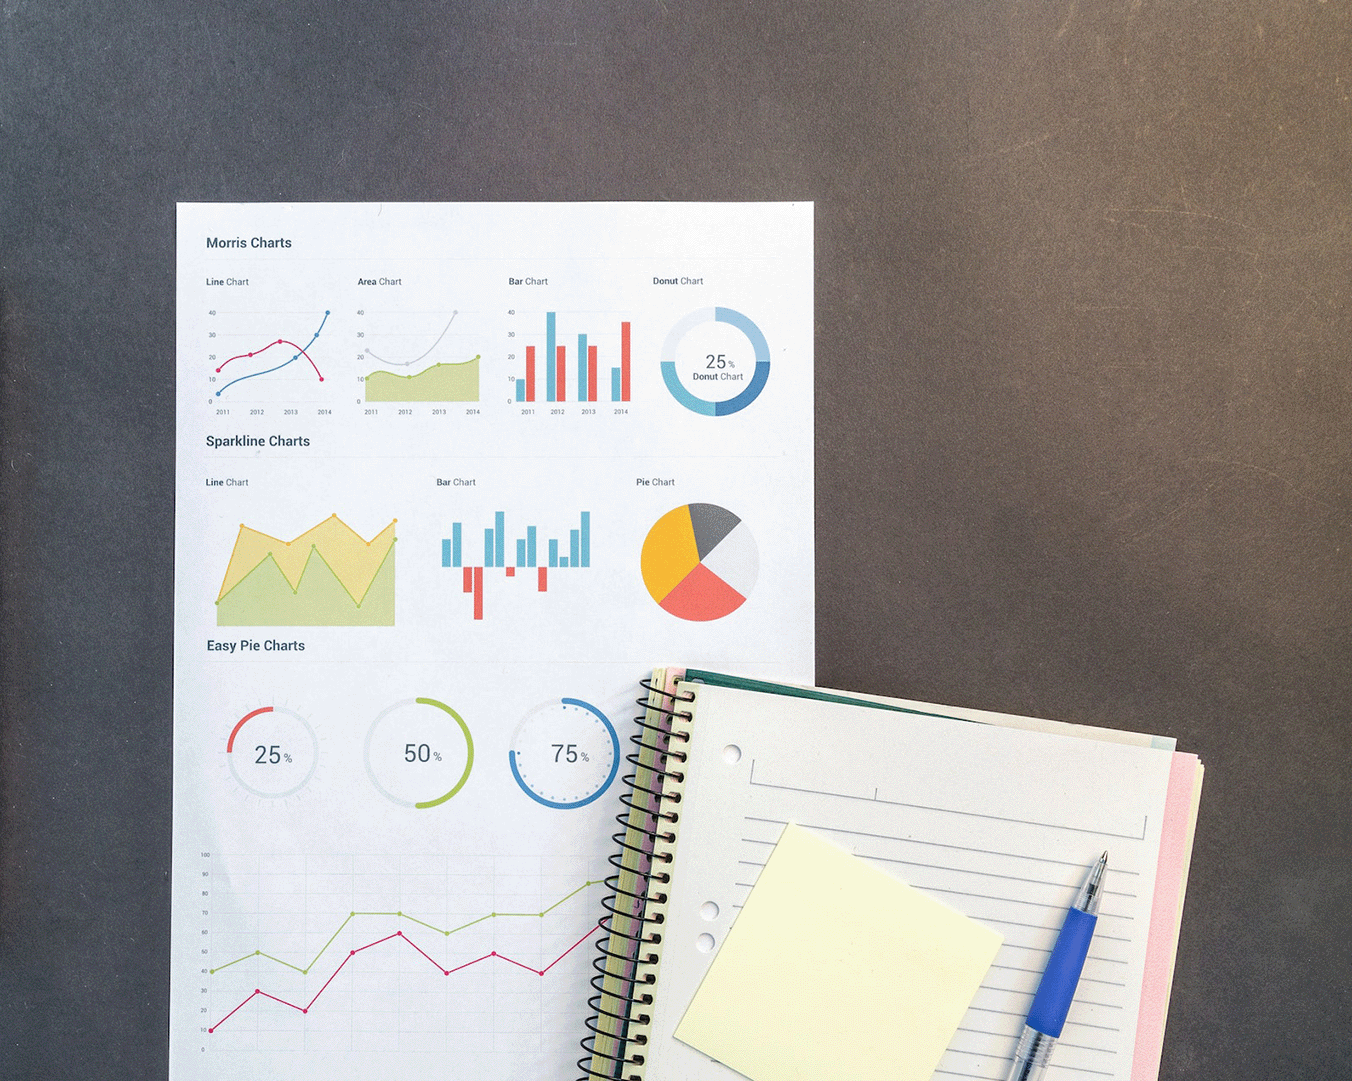 Morris Charts
Line Chart
Area Chart
Bar Chart
Donut Chart
40
30
20
10
0
2011 2012 2013 2014
40
30
20
10
0
2011 2012 2013 2014
40
30
20
10
0
2011 2012 2013 2014
25%
Donut Chart
Sparkline Charts
Line Chart
Bar Chart
Pie Chart
Easy Pie Charts
25%
50%
75%
100
90
80
70
60
50
40
30
20
10
0